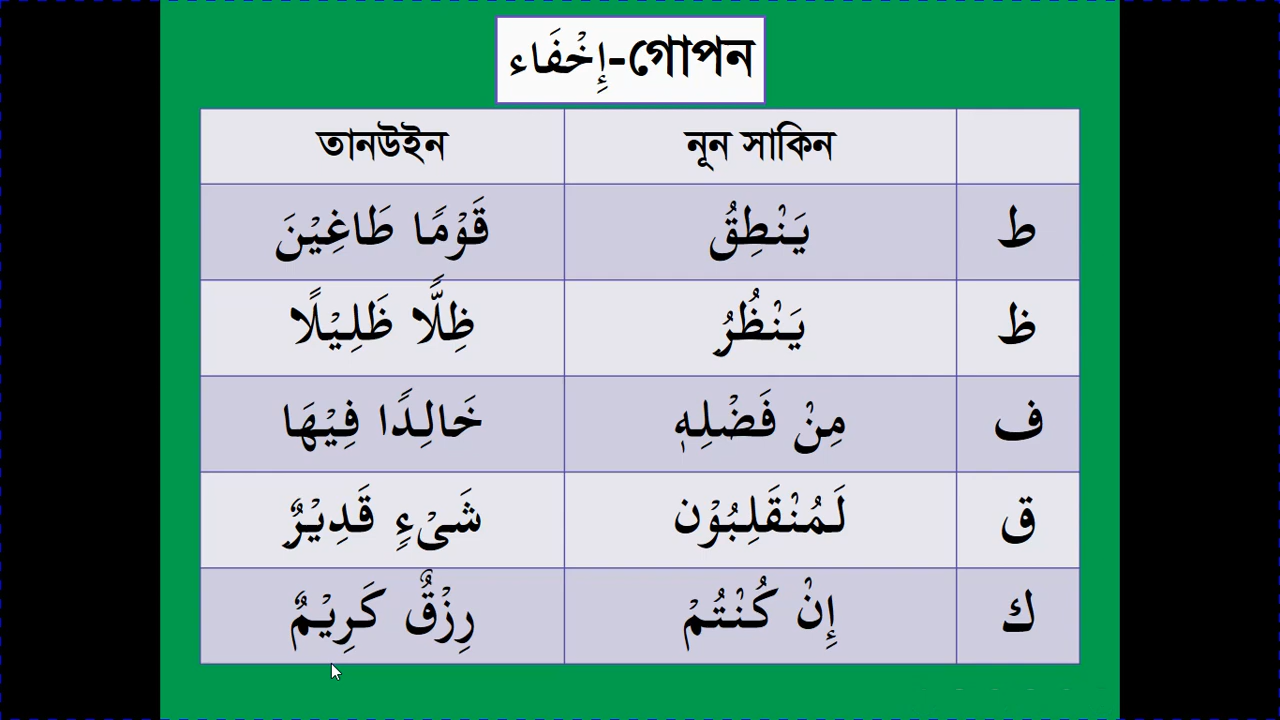 إِخْفَاء-গোপন
নূন সাকিন তানউইন
ط يَنْطِقُ قَوْمًا طَاغِيْنَ
ظ يَنْظُرُ ظِلًّا ظَلِيْلًا
ف مِنْ فَضْلِهٖ خَالِدًا فِيْهَا
ق لَمُنْقَلِبُوْن شَىْءٍ قَدِيْرٌ
ك إِنْ كُنْتُمْ رِزْقٌ كَرِيْمٌ